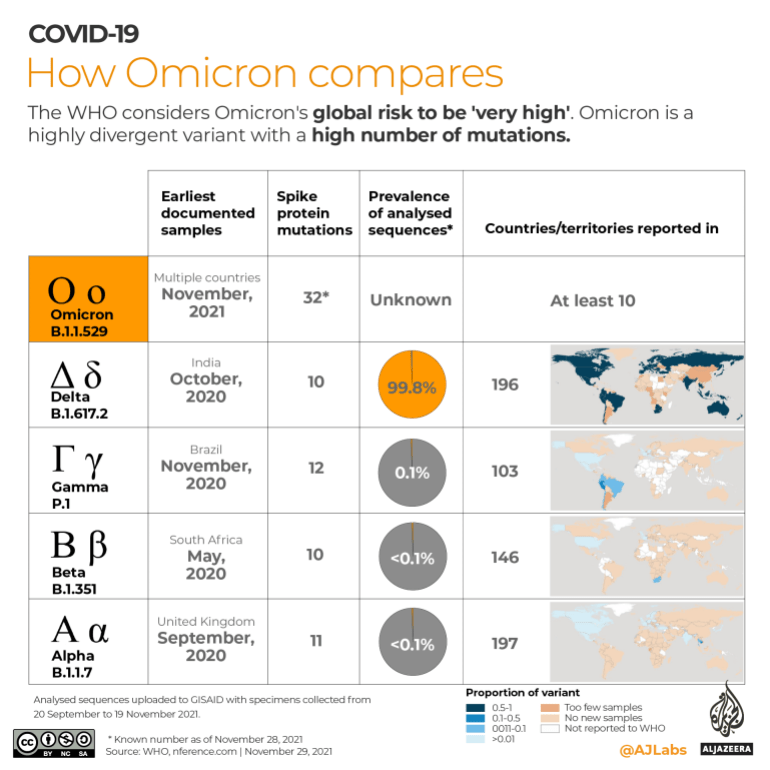 COVID-19
How Omicron compares
The WHO considers Omicron's global risk to be 'very high'. Omicron is a
highly divergent variant with a high number of mutations.
Earliest
documented
samples
Spike
protein
mutations
Prevalence
of analysed
sequences*
Countries/territories reported in
Ο ο
Omicron
B.1.1.529
Multiple countries
November,
2021
32*
Unknown
At least 10
Δ δ
Delta
B.1.617.2
India
October,
2020
10
99.8%
196
Γ γ
Gamma
P.1
Brazil
November,
2020
12
0.1%
103
Β β
Beta
B.1.351
South Africa
May,
2020
10
<0.1%
146
Α α
Alpha
B.1.1.7
United Kingdom
September,
2020
11
<0.1%
197
Analysed sequences uploaded to GISAID with specimens collected from
20 September to 19 November 2021.
Proportion of variant
0.5-1
0.1-0.5
0011-0.1
>0.01
Too few samples
No new samples
Not reported to WHO
cc
BY NC SA
* Known number as of November 28, 2021
Source: WHO, nference.com | November 29, 2021
@AJLabs
ALJAZEERA